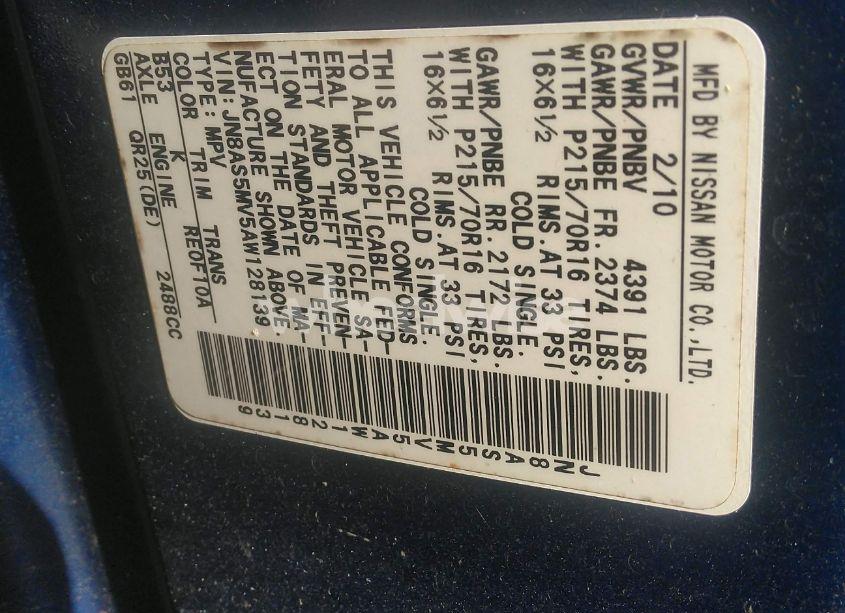 MFD BY NISSAN MOTOR CO.,LTD.
DATE 2/10
GVWR/PNBV 4391 LBS.
GAWR/PNBE FR. 2374 LBS.
WITH P215/70R16 TIRES,
16X6½ RIMS.AT 33 PSI
COLD SINGLE.
GAWR/PNBE RR. 2172 LBS.
WITH P215/70R16 TIRES,
16X6½ RIMS.AT 33 PSI
COLD SINGLE.
THIS VEHICLE CONFORMS
TO ALL APPLICABLE FED-
ERAL MOTOR VEHICLE SA-
FETY AND THEFT PREVEN-
TION STANDARDS IN EFF-
ECT ON THE DATE OF MA-
NUFACTURE SHOWN ABOVE.
VIN: JN8AS5MV5AW128139
TYPE: MPV
COLOR TRIM TRANS
B53 K RE0F10A
AXLE ENGINE
GB61 QR25(DE) 2488CC
JN8AS5MV5AW128139